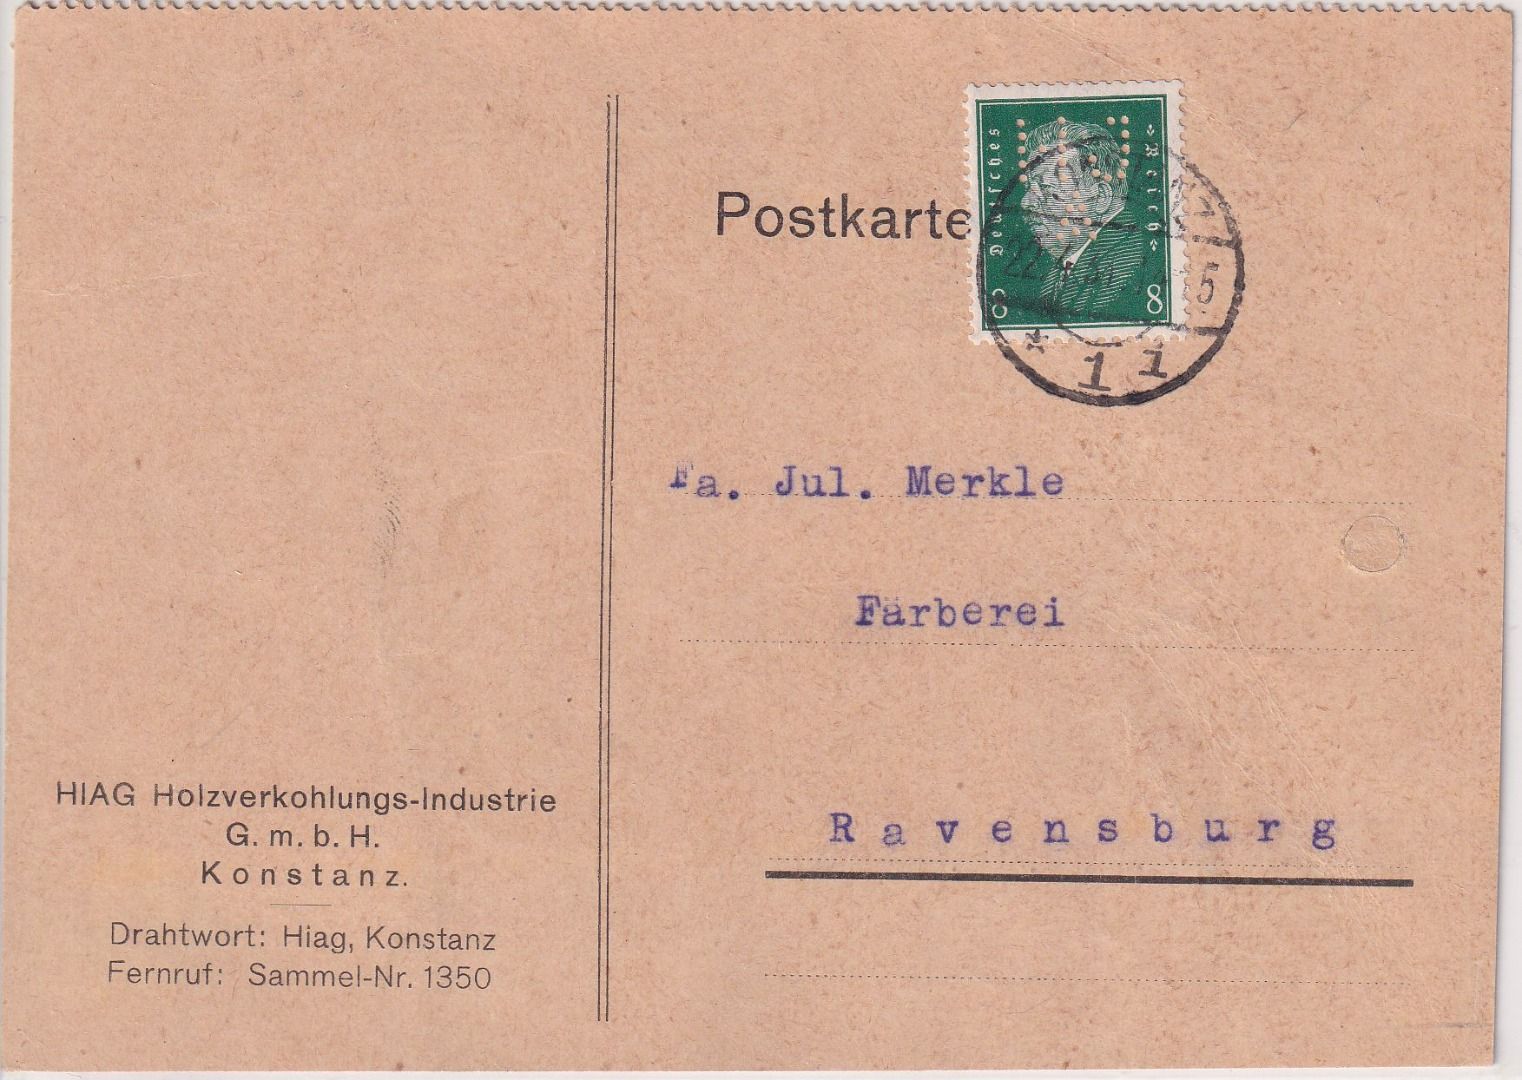 Postkarte
Deutsches
Reich
8 8
22.
5
* 1 i
Fa. Jul. Merkle
Färberei
Ravensburg
HIAG Holzverkohlungs-Industrie
G. m. b. H.
Konstanz.
Drahtwort: Hiag, Konstanz
Fernruf: Sammel-Nr. 1350